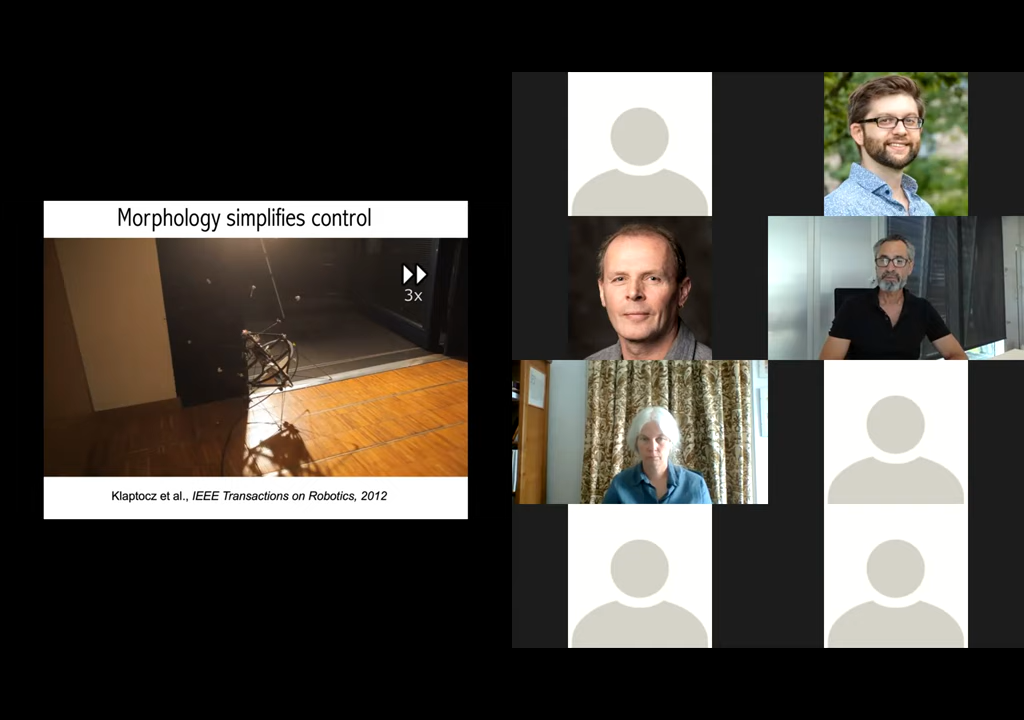 Morphology simplifies control
3x
Klaptocz et al., IEEE Transactions on Robotics, 2012